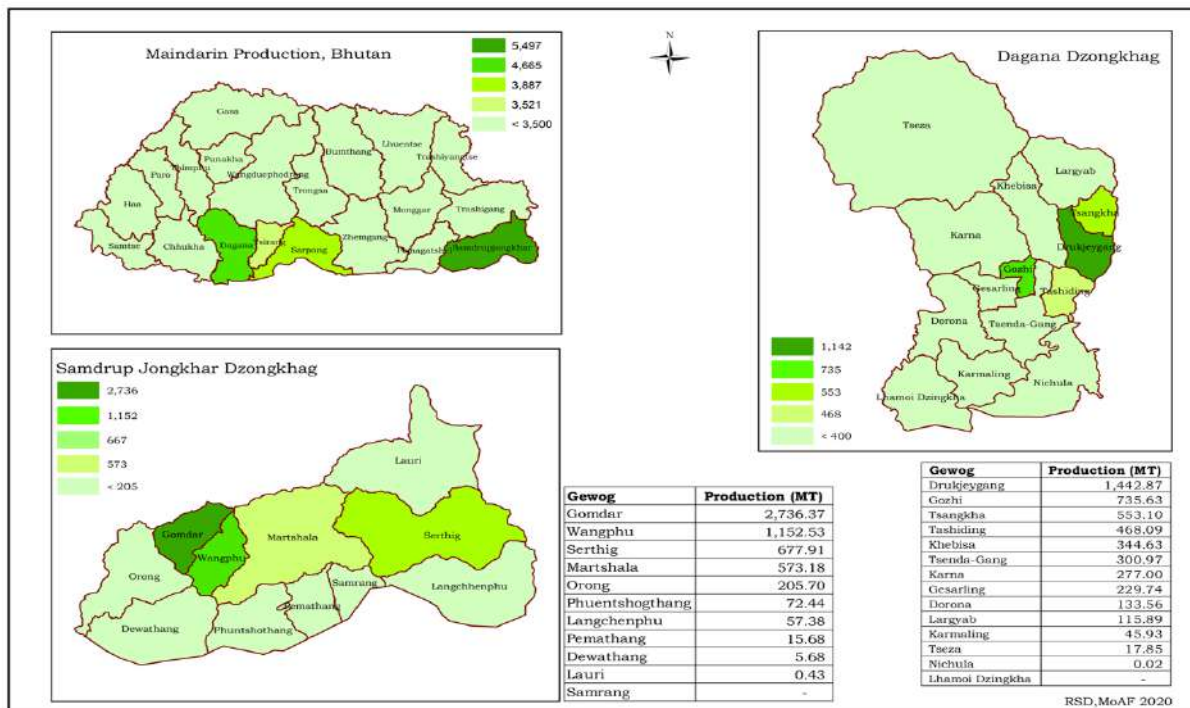 Maindarin Production, Bhutan
5,497
4,665
3,887
3,521
< 3,500
Gasa
Bumthang
Lhuentse
Trashiyangtse
Punakha
Thimphu
Paro
Wangduephodrang
Trongsa
Haa
Monggar
Trashigang
Samtse
Chhukha
Dagana
Tsirang
Sarpang
Zhemgang
Pemagatshel
Samdrupjongkhar
N
Dagana Dzongkhag
Tseza
Largyab
Khebisa
Tsangkha
Karna
Drukjeygang
Gozhi
Gesarling
Tashiding
Dorona
Tsenda-Gang
Karmaling
Nichula
Lhamoi Dzingkha
1,142
735
553
468
< 400
Samdrup Jongkhar Dzongkhag
2,736
1,152
667
573
< 205
Lauri
Gomdar
Wangphu
Martshala
Serthig
Orong
Samrang
Langchhenphu
Pemathang
Dewathang
Phuntshothang
Gewog Production (MT)
Gomdar 2,736.37
Wangphu 1,152.53
Serthig 677.91
Martshala 573.18
Orong 205.70
Phuentshogthang 72.44
Langchenphu 57.38
Pemathang 15.68
Dewathang 5.68
Lauri 0.43
Samrang -
Gewog Production (MT)
Drukjeygang 1,442.87
Gozhi 735.63
Tsangkha 553.10
Tashiding 468.09
Khebisa 344.63
Tsenda-Gang 300.97
Karna 277.00
Gesarling 229.74
Dorona 133.56
Largyab 115.89
Karmaling 45.93
Tseza 17.85
Nichula 0.02
Lhamoi Dzingkha -
RSD,MoAF 2020